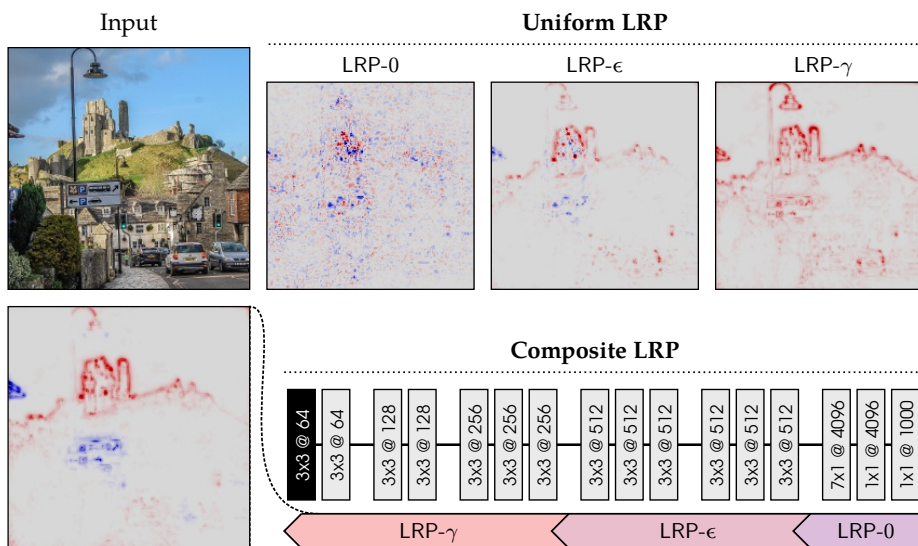 Input
Uniform LRP
LRP-0
LRP-ϵ
LRP-γ
P
P
Composite LRP
3x3 @ 64
3x3 @ 64
3x3 @ 128
3x3 @ 128
3x3 @ 256
3x3 @ 256
3x3 @ 256
3x3 @ 512
3x3 @ 512
3x3 @ 512
3x3 @ 512
3x3 @ 512
3x3 @ 512
7x1 @ 4096
1x1 @ 4096
1x1 @ 1000
LRP-γ
LRP-ϵ
LRP-0